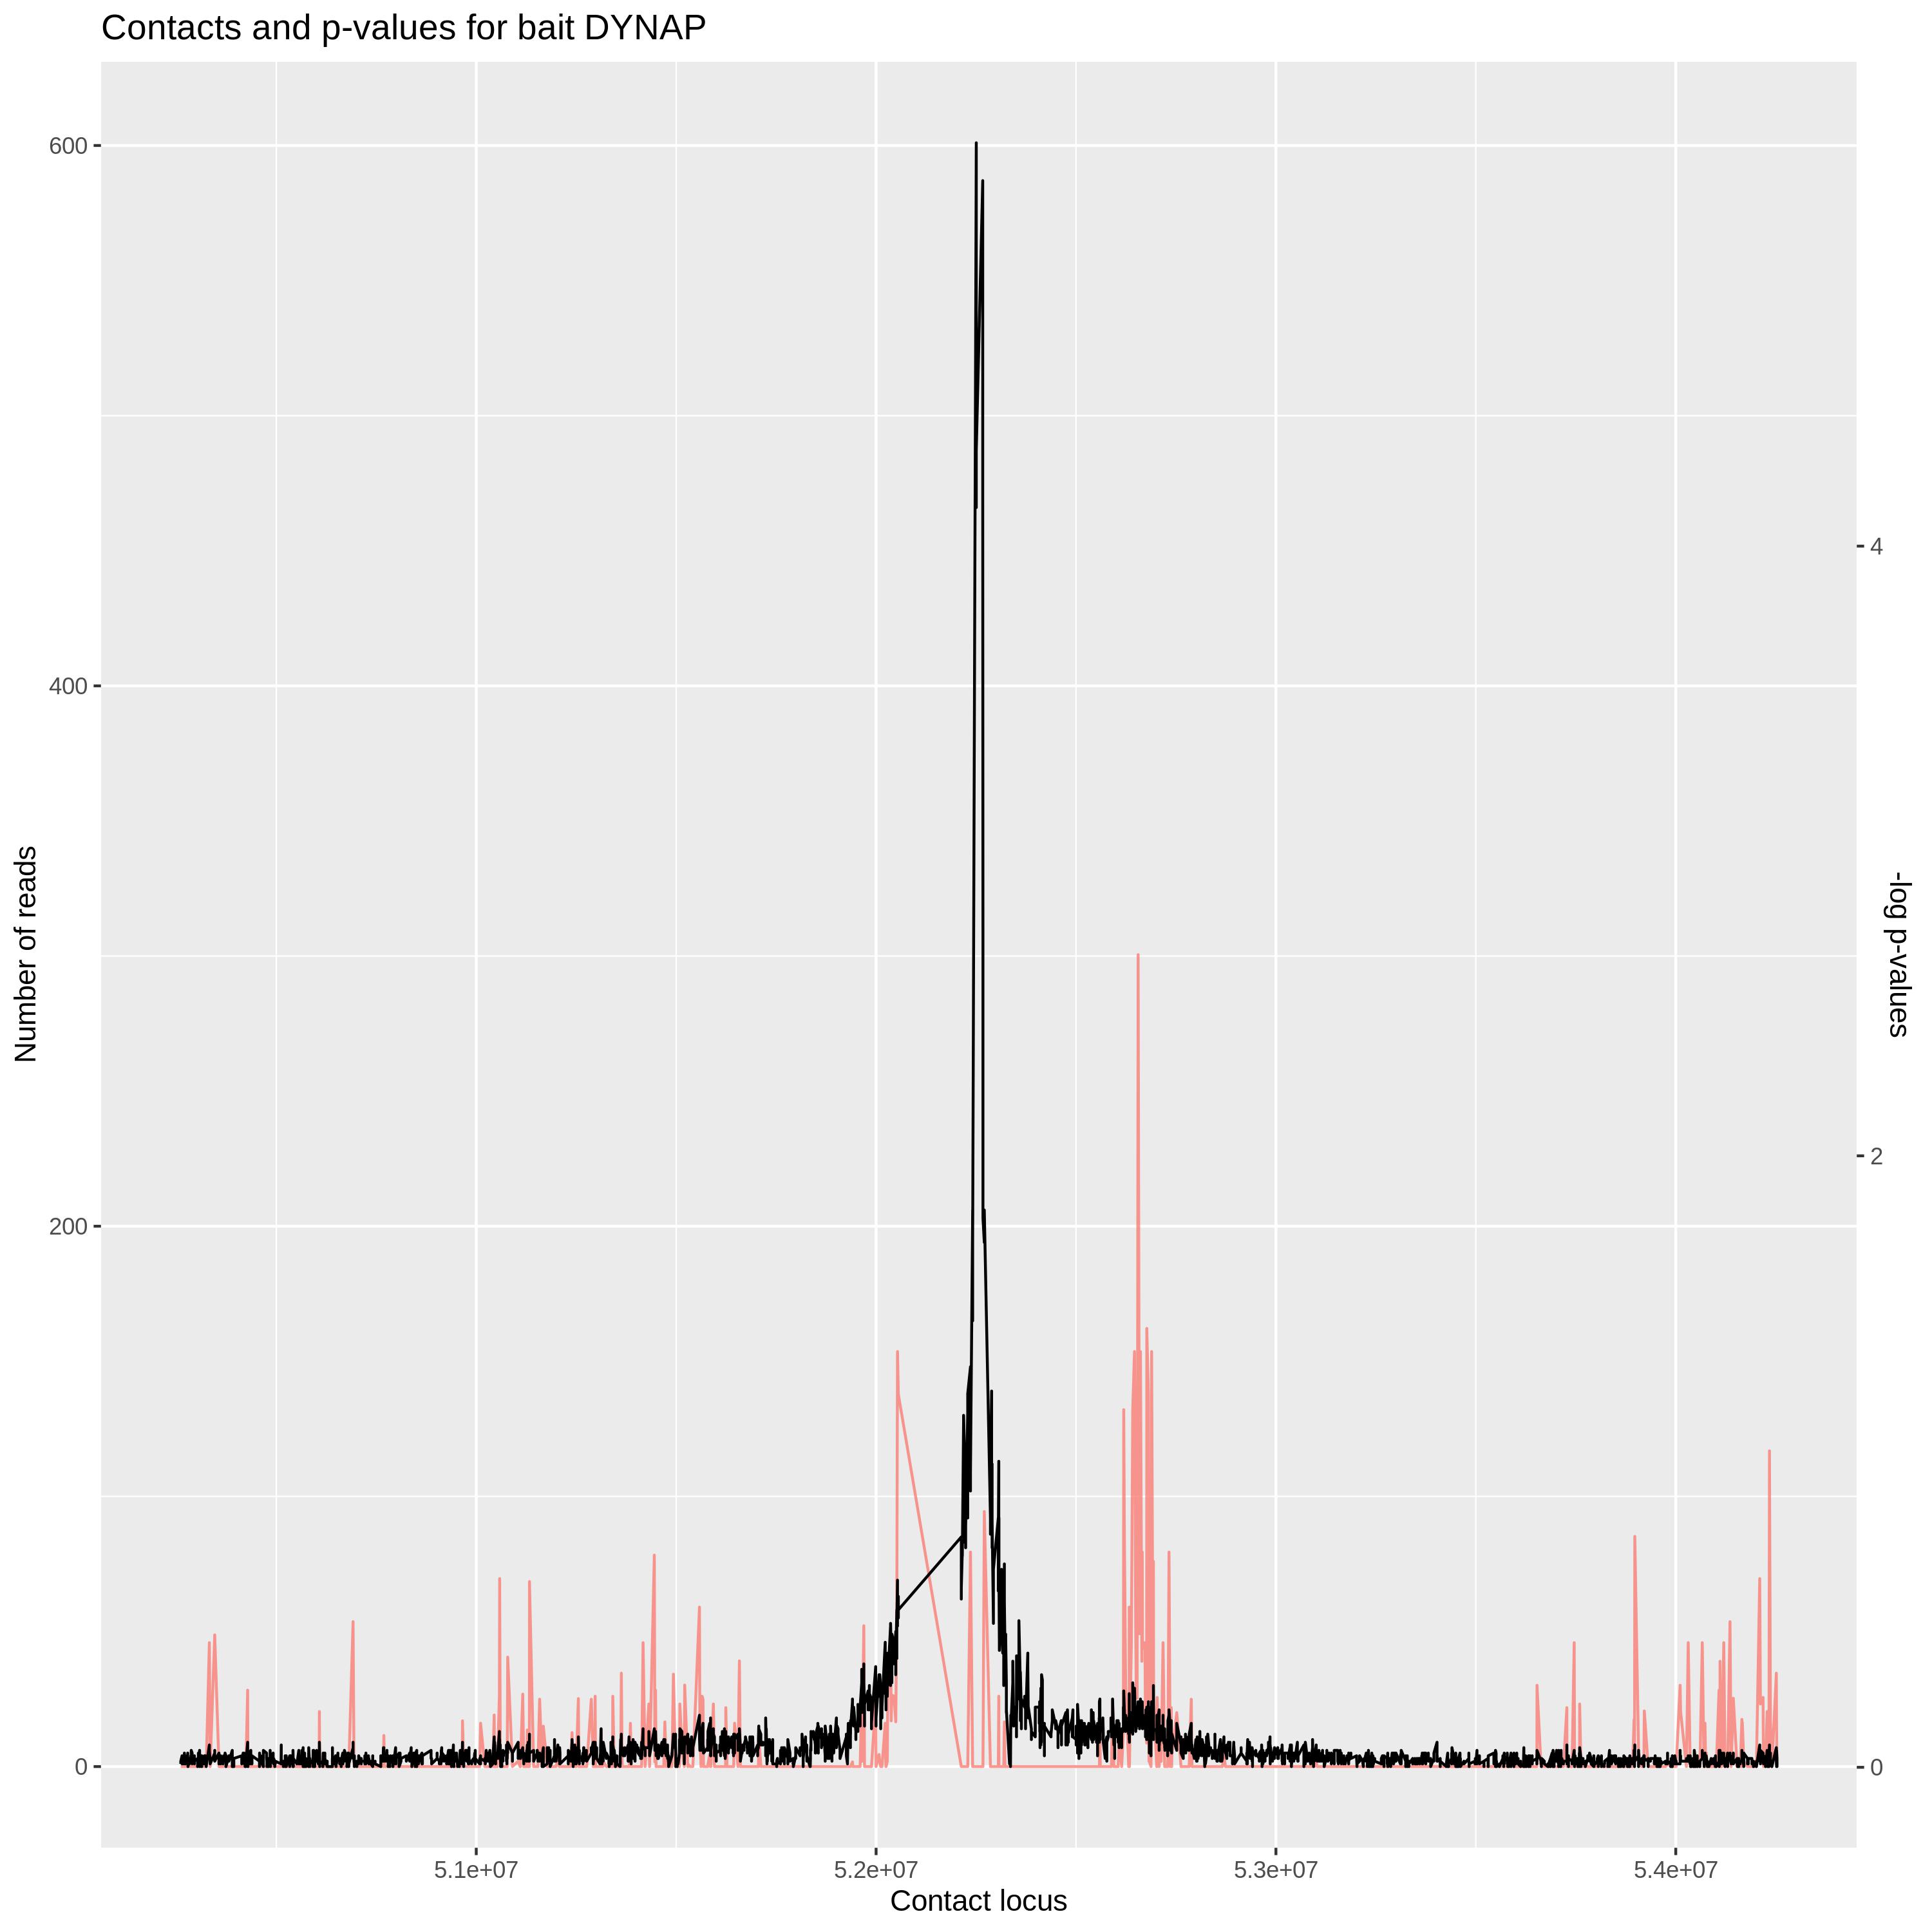 Contacts and p-values for bait DYNAP
600
400
200
0
Number of reads
4
2
0
-log p-values
5.1e+07
5.2e+07
5.3e+07
5.4e+07
Contact locus